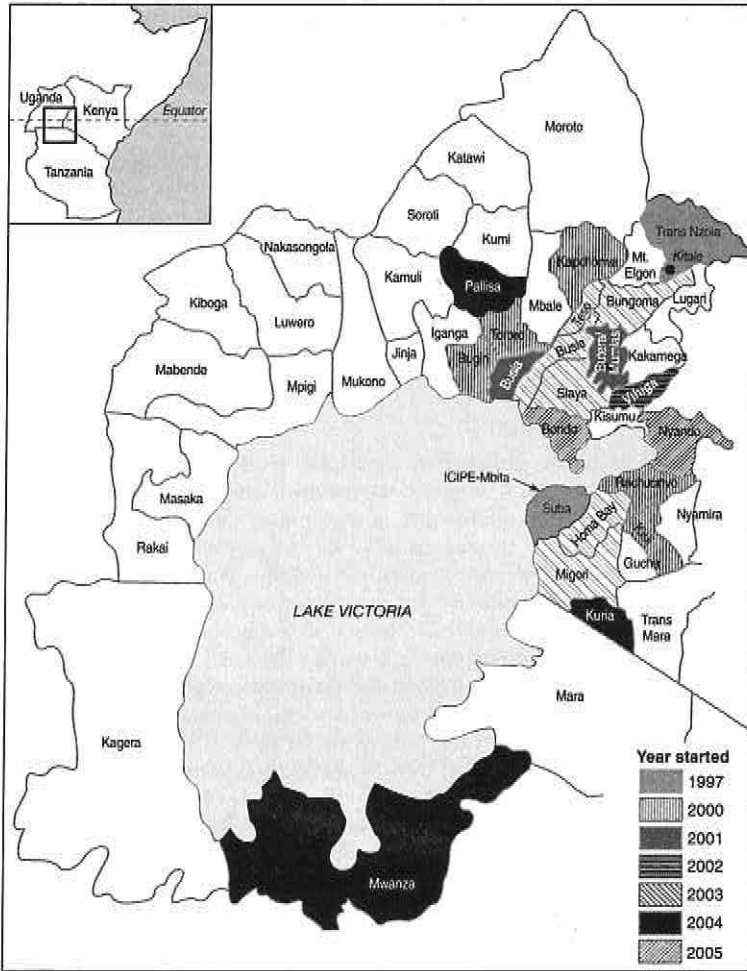 Uganda
Kenya
Equator
Tanzania
Moroto
Katawi
Soroti
Kumi
Trans Nzoia
Kitale
Mt.
Elgon
Nakasongola
Kapchorwa
Kamuli
Pallisa
Bungoma
Lugari
Kiboga
Luwero
Mbale
Teso
Iganga
Tororo
Busia
Butere
Mumias
Kakamega
Mabende
Jinja
Bugiri
Busia
Mpigi
Mukono
Siaya
Vihiga
Kisumu
Bondo
Nyando
ICIPE-Mbita
Rachuonyo
Masaka
Suba
Homa Bay
Nyamira
Rakai
Kisii
Gucha
Migori
LAKE VICTORIA
Kuria
Trans
Mara
Mara
Kagera
Mwanza
Year started
1997
2000
2001
2002
2003
2004
2005